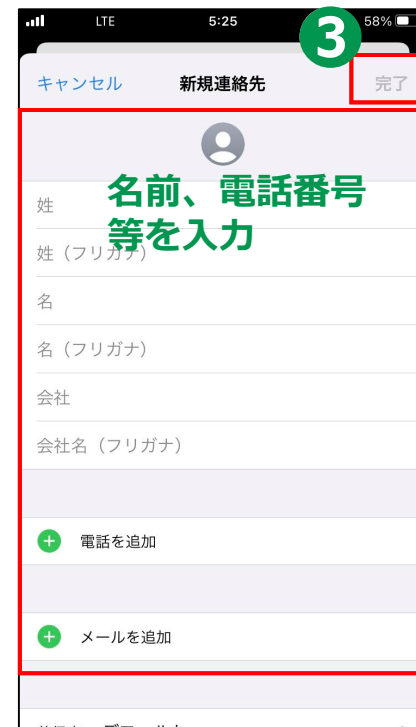 LTE 5:25 58%
3
キャンセル 新規連絡先 完了
名前、電話番号
等を入力
姓
姓（フリガナ）
名
名（フリガナ）
会社
会社名（フリガナ）
電話を追加
メールを追加